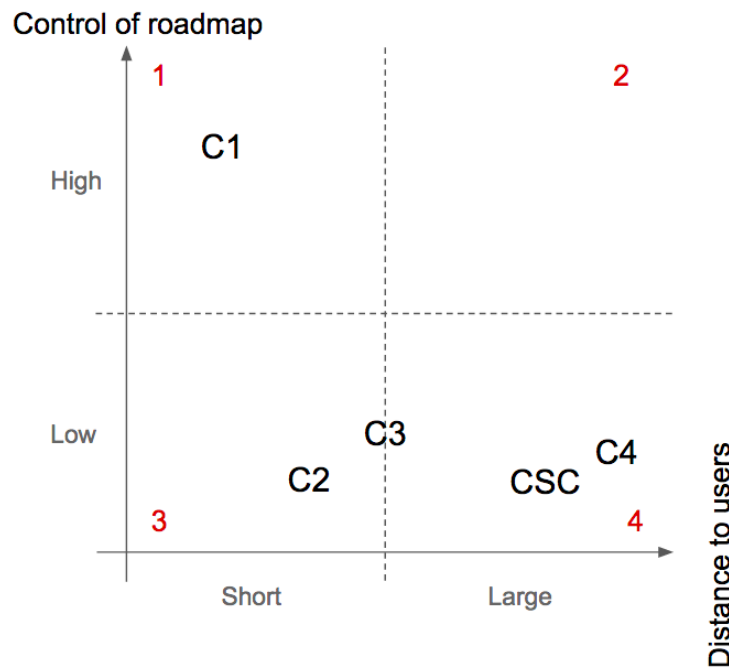 Control of roadmap
1
2
C1
High
Low
C3
C4
C2
CSC
3
4
Short
Large
Distance to users